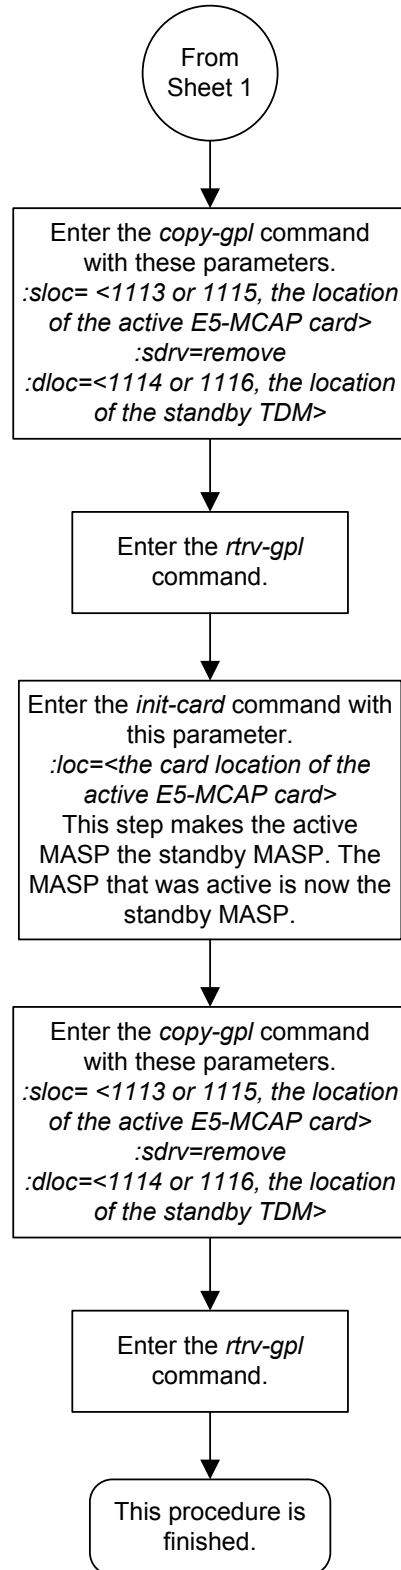 From
Sheet 1
Enter the copy-gpl command
with these parameters.
:sloc= <1113 or 1115, the location
of the active E5-MCAP card>
:sdrv=remove
:dloc=<1114 or 1116, the location
of the standby TDM>
Enter the rtrv-gpl
command.
Enter the init-card command with
this parameter.
:loc=<the card location of the
active E5-MCAP card>
This step makes the active
MASP the standby MASP. The
MASP that was active is now the
standby MASP.
Enter the copy-gpl command
with these parameters.
:sloc= <1113 or 1115, the location
of the active E5-MCAP card>
:sdrv=remove
:dloc=<1114 or 1116, the location
of the standby TDM>
Enter the rtrv-gpl
command.
This procedure is
finished.